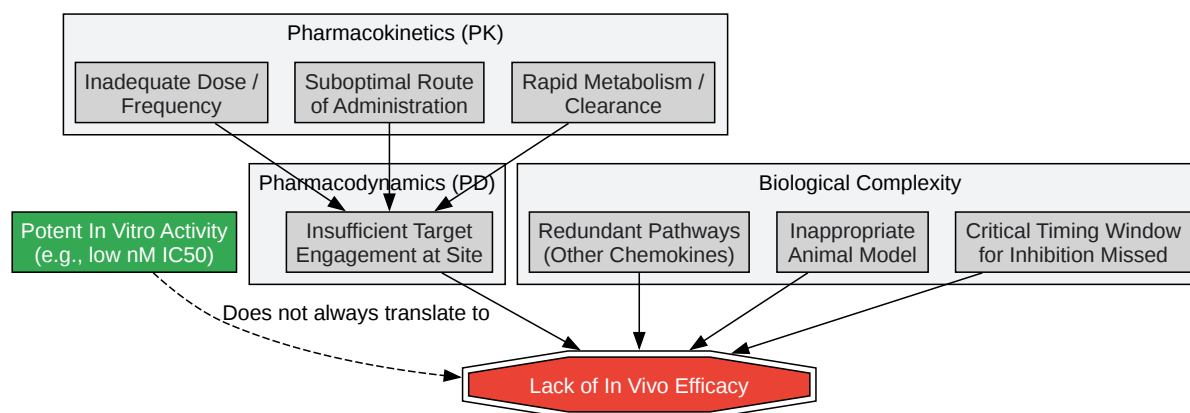 Pharmacokinetics (PK)
Inadequate Dose /
Frequency
Suboptimal Route
of Administration
Rapid Metabolism /
Clearance
Pharmacodynamics (PD)
Biological Complexity
Potent In Vitro Activity
(e.g., low nM IC50)
Insufficient Target
Engagement at Site
Redundant Pathways
(Other Chemokines)
Inappropriate
Animal Model
Critical Timing Window
for Inhibition Missed
Does not always translate to
Lack of In Vivo Efficacy